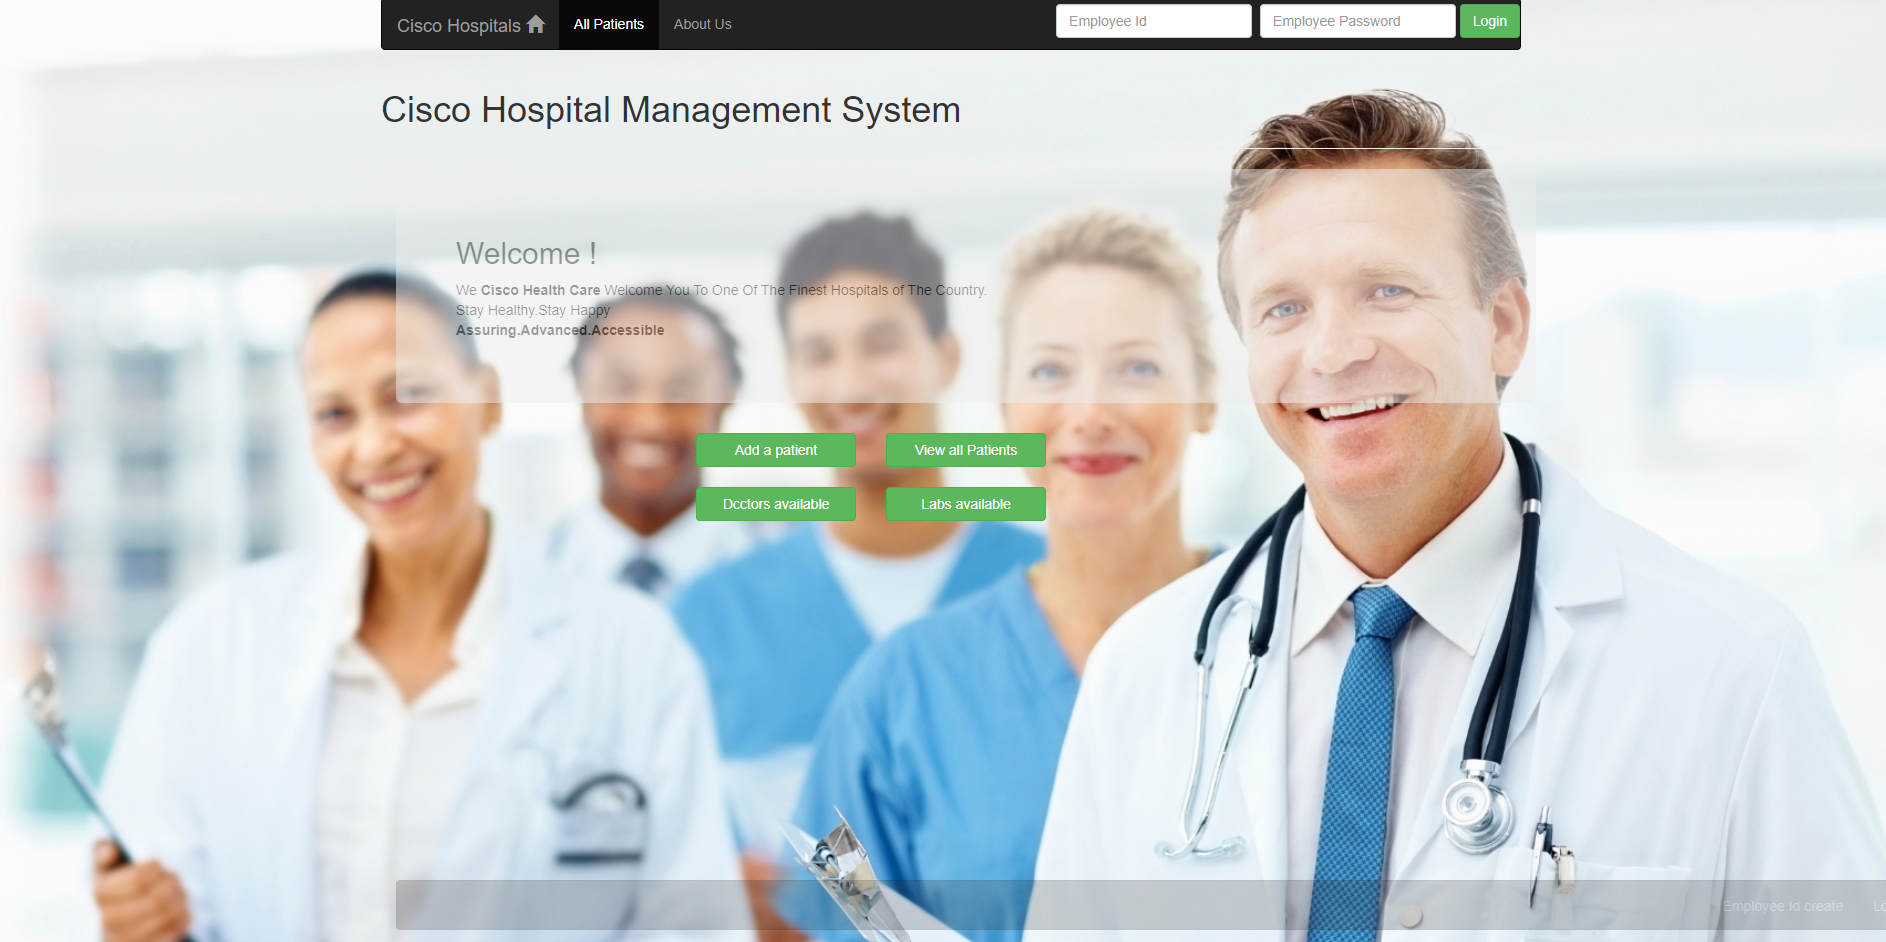 Cisco Hospitals All Patients About Us Employee Id Employee Password Login
Cisco Hospital Management System
Welcome !
We Cisco Health Care Welcome You To One Of The Finest Hospitals of The Country.
Stay Healthy.Stay Happy
Assuring.Advanced.Accessible
Add a patient View all Patients
Dcctors available Labs available
Employee Id create Lo